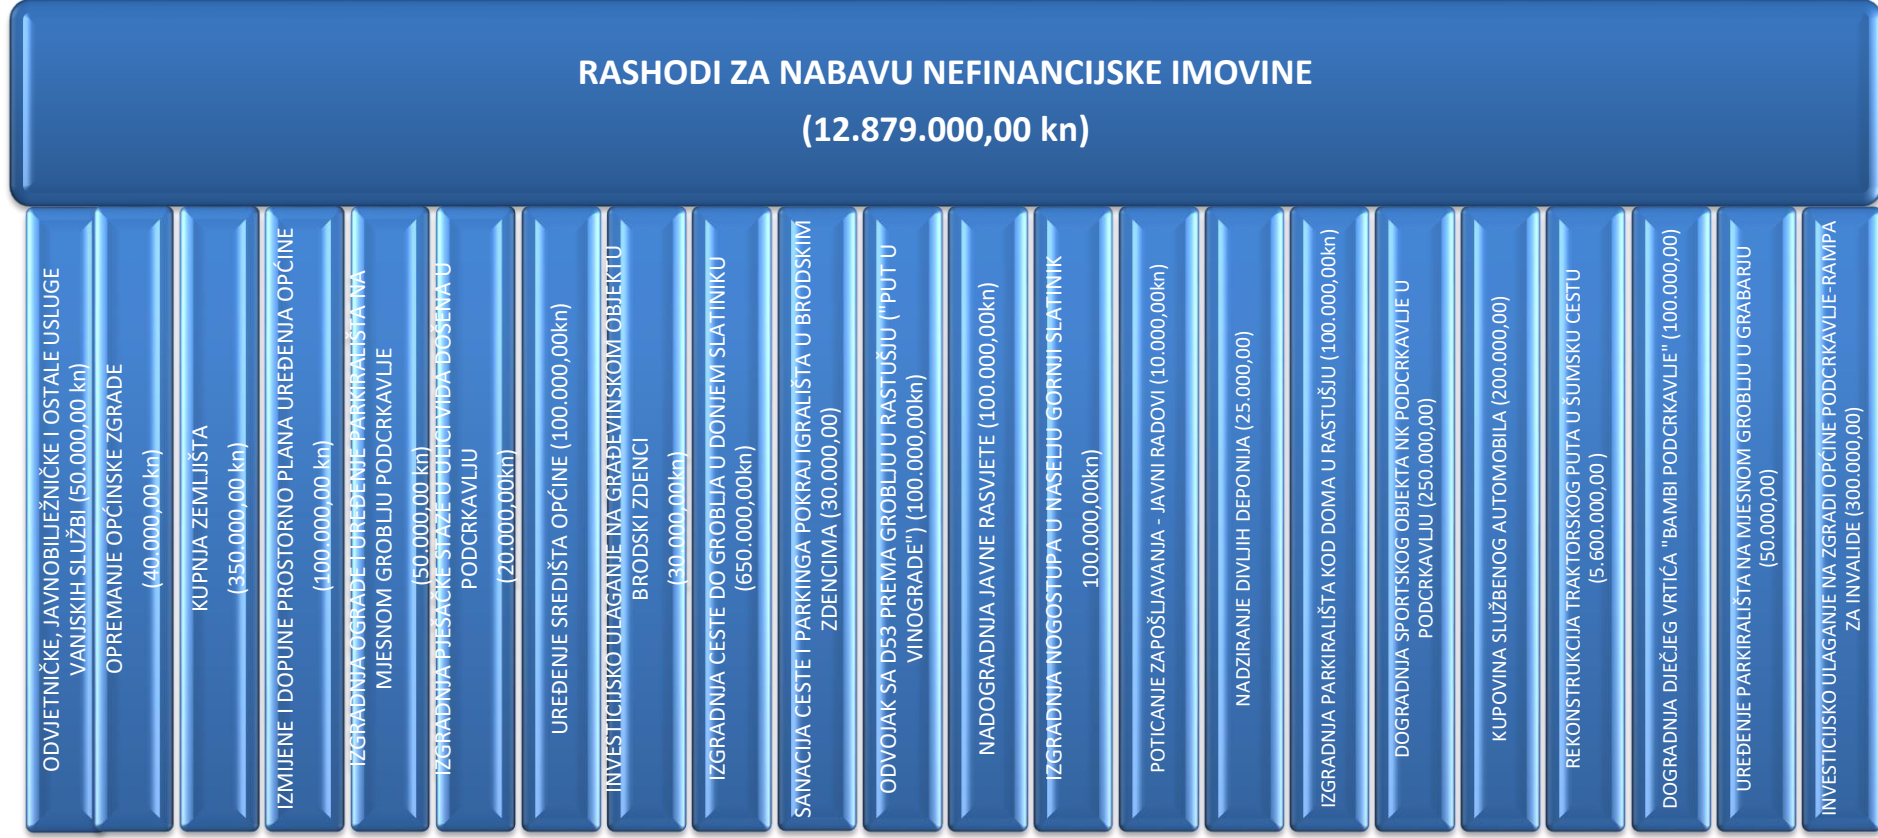 RASHODI ZA NABAVU NEFINANCIJSKE IMOVINE
(12.879.000,00 kn)
ODVJETNIČKE, JAVNOBILJEŽNIČKE I OSTALE USLUGE
VANJSKIH SLUŽBI (50.000,00 kn)
OPREMANJE OPĆINSKE ZGRADE
(40.000,00 kn)
KUPNJA ZEMLJIŠTA
(350.000,00 kn)
IZMIJENE I DOPUNE PROSTORNO PLANA UREĐENJA OPĆINE
(100.000,00 kn)
IZGRADNJA OGRADE I UREĐENJE PARKIRALIŠTA NA
MJESNOM GROBLJU PODCRKAVLJE
(50.000,00 kn)
IZGRADNJA PJEŠAČKE STAZE U ULICI VIDA DOŠENA U
PODCRKAVLJU
(20.000,00kn)
UREĐENJE SREDIŠTA OPĆINE (100.000,00kn)
INVESTICIJSKO ULAGANJE NA GRAĐEVINSKOM OBJEKTU
BRODSKI ZDENCI
(30.000,00kn)
IZGRADNJA CESTE DO GROBLJA U DONJEM SLATINIKU
(650.000,00kn)
SANACIJA CESTE I PARKINGA POKRAJ IGRALIŠTA U BRODSKIM
ZDENCIMA (30.000,00)
ODVOJAK SA D53 PREMA GROBLJU U RASTUŠJU ("PUT U
VINOGRADE") (100.000,00kn)
NADOGRADNJA JAVNE RASVJETE (100.000,00kn)
IZGRADNJA NOGOSTUPA U NASELJU GORNJI SLATINIK
100.000,00kn)
POTICANJE ZAPOŠLJAVANJA - JAVNI RADOVI (10.000,00kn)
NADZIRANJE DIVLJIH DEPONIJA (25.000,00)
IZGRADNJA PARKIRALIŠTA KOD DOMA U RASTUŠJU (100.000,00kn)
DOGRADNJA SPORTSKOG OBJEKTA NK PODCRKAVLJE U
PODCRKAVLJU (250.000,00)
KUPOVINA SLUŽBENOG AUTOMOBILA (200.000,00)
REKONSTRUKCIJA TRAKTORSKOG PUTA U ŠUMSKU CESTU
(5.600.000,00 )
DOGRADNJA DJEČJEG VRTIĆA "BAMBI PODCRKAVLJE" (100.000,00)
UREĐENJE PARKIRALIŠTA NA MJESNOM GROBLJU U GRABARJU
(50.000,00)
INVESTICIJSKO ULAGANJE NA ZGRADI OPĆINE PODCRKAVLJE-RAMPA
ZA INVALIDE (300.000,00)